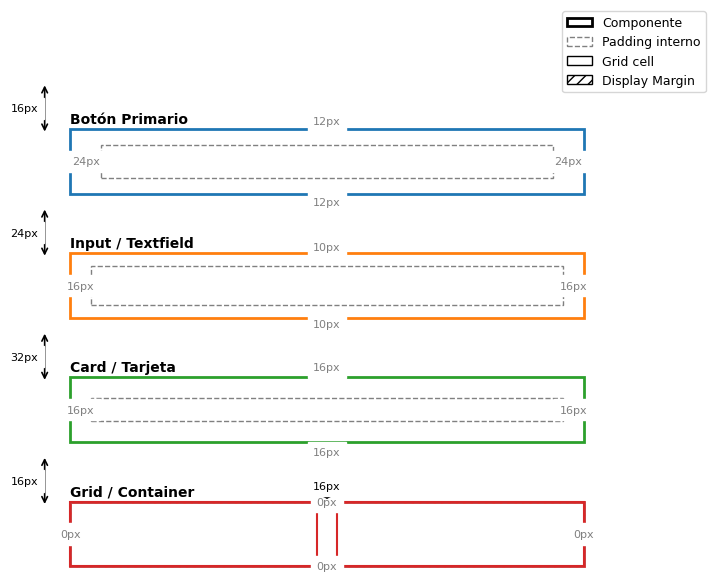 Componente
Padding interno
Grid cell
Display Margin
16px
Botón Primario
12px
24px
24px
12px
24px
Input / Textfield
10px
16px
16px
10px
32px
Card / Tarjeta
16px
16px
16px
16px
16px
Grid / Container
16px
0px
0px
0px
0px